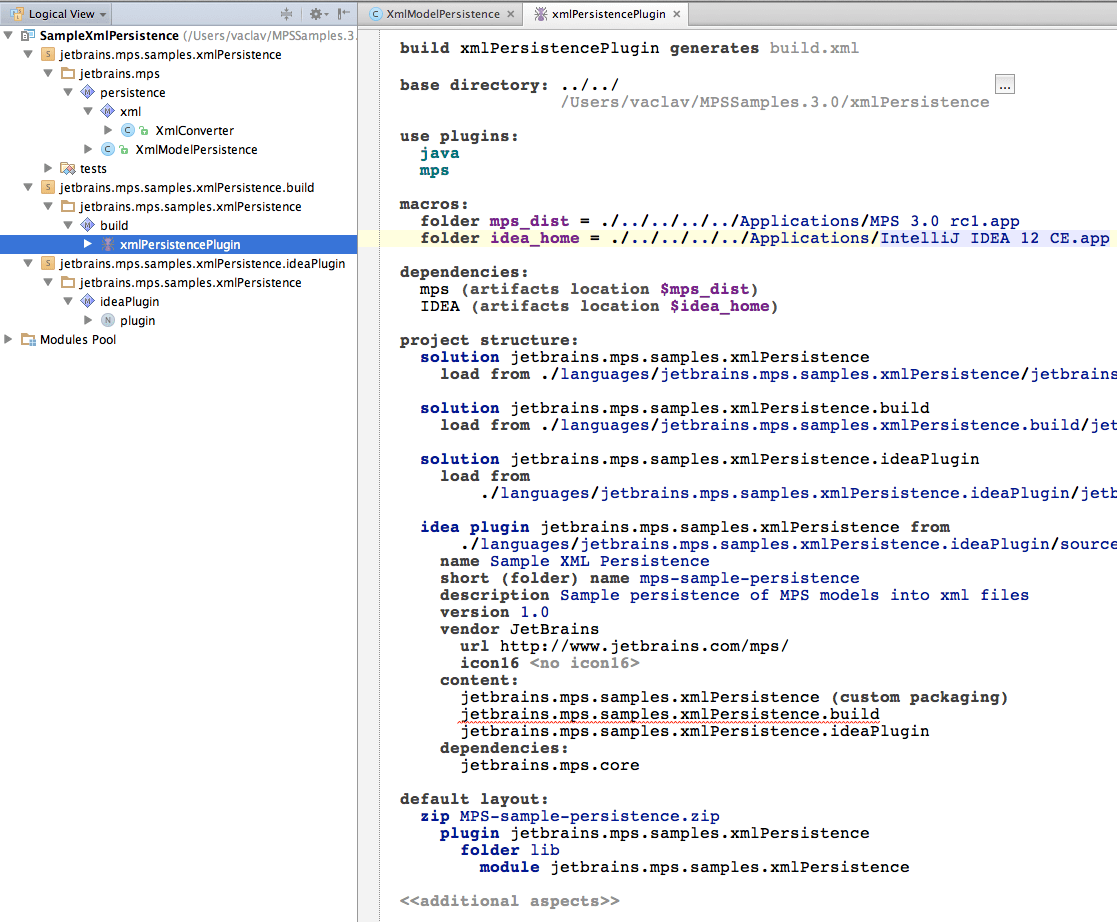 Logical View
SampleXmlPersistence (/Users/vaclav/MPSSamples.3.
jetbrains.mps.samples.xmlPersistence
jetbrains.mps
persistence
xml
XmlConverter
XmlModelPersistence
tests
jetbrains.mps.samples.xmlPersistence.build
jetbrains.mps.samples.xmlPersistence
build
xmlPersistencePlugin
jetbrains.mps.samples.xmlPersistence.ideaPlugin
jetbrains.mps.samples.xmlPersistence
ideaPlugin
plugin
Modules Pool
XmlModelPersistence
xmlPersistencePlugin
build xmlPersistencePlugin generates build.xml
base directory: ../../
...
/Users/vaclav/MPSSamples.3.0/xmlPersistence
use plugins:
java
mps
macros:
folder mps_dist = ./../../../../Applications/MPS 3.0 rc1.app
folder idea_home = ./../../../../Applications/IntelliJ IDEA 12 CE.app
dependencies:
mps (artifacts location $mps_dist)
IDEA (artifacts location $idea_home)
project structure:
solution jetbrains.mps.samples.xmlPersistence
load from ./languages/jetbrains.mps.samples.xmlPersistence/jetbrains
solution jetbrains.mps.samples.xmlPersistence.build
load from ./languages/jetbrains.mps.samples.xmlPersistence.build/jet
solution jetbrains.mps.samples.xmlPersistence.ideaPlugin
load from
./languages/jetbrains.mps.samples.xmlPersistence.ideaPlugin/jetb
idea plugin jetbrains.mps.samples.xmlPersistence from
./languages/jetbrains.mps.samples.xmlPersistence.ideaPlugin/source
name Sample XML Persistence
short (folder) name mps-sample-persistence
description Sample persistence of MPS models into xml files
version 1.0
vendor JetBrains
url http://www.jetbrains.com/mps/
icon16 <no icon16>
content:
jetbrains.mps.samples.xmlPersistence (custom packaging)
jetbrains.mps.samples.xmlPersistence.build
jetbrains.mps.samples.xmlPersistence.ideaPlugin
dependencies:
jetbrains.mps.core
default layout:
zip MPS-sample-persistence.zip
plugin jetbrains.mps.samples.xmlPersistence
folder lib
module jetbrains.mps.samples.xmlPersistence
<<additional aspects>>